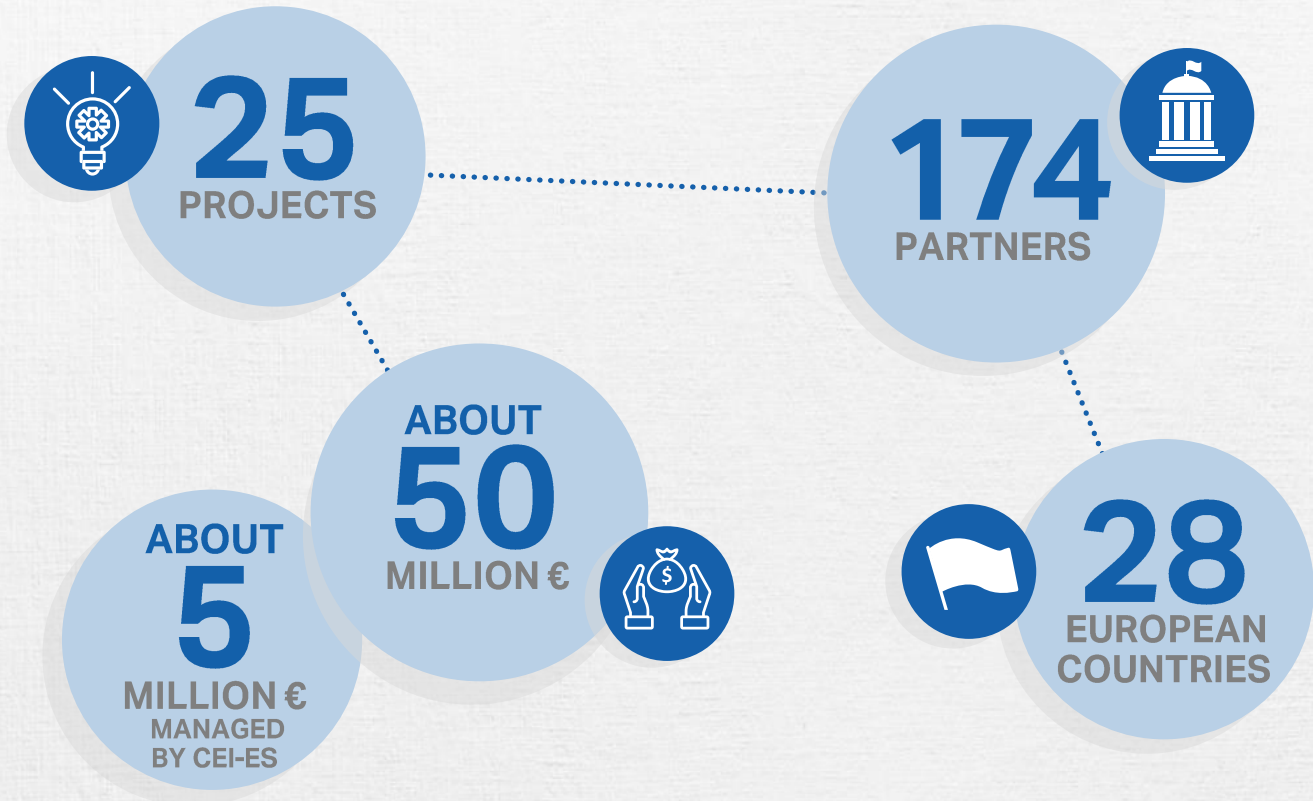 25
PROJECTS
174
PARTNERS
ABOUT
50
MILLION €
$
ABOUT
5
MILLION €
MANAGED
BY CEI-ES
28
EUROPEAN
COUNTRIES